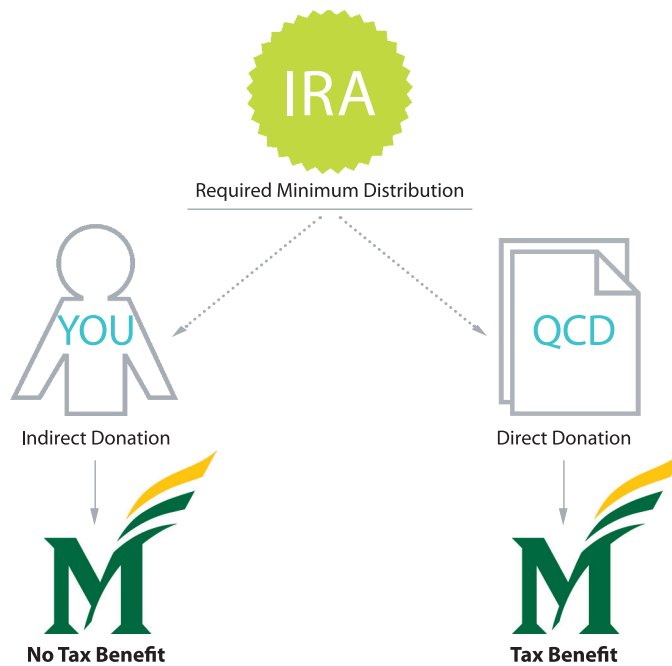 IRA
Required Minimum Distribution
YOU
QCD
Indirect Donation
Direct Donation
M
M
No Tax Benefit
Tax Benefit